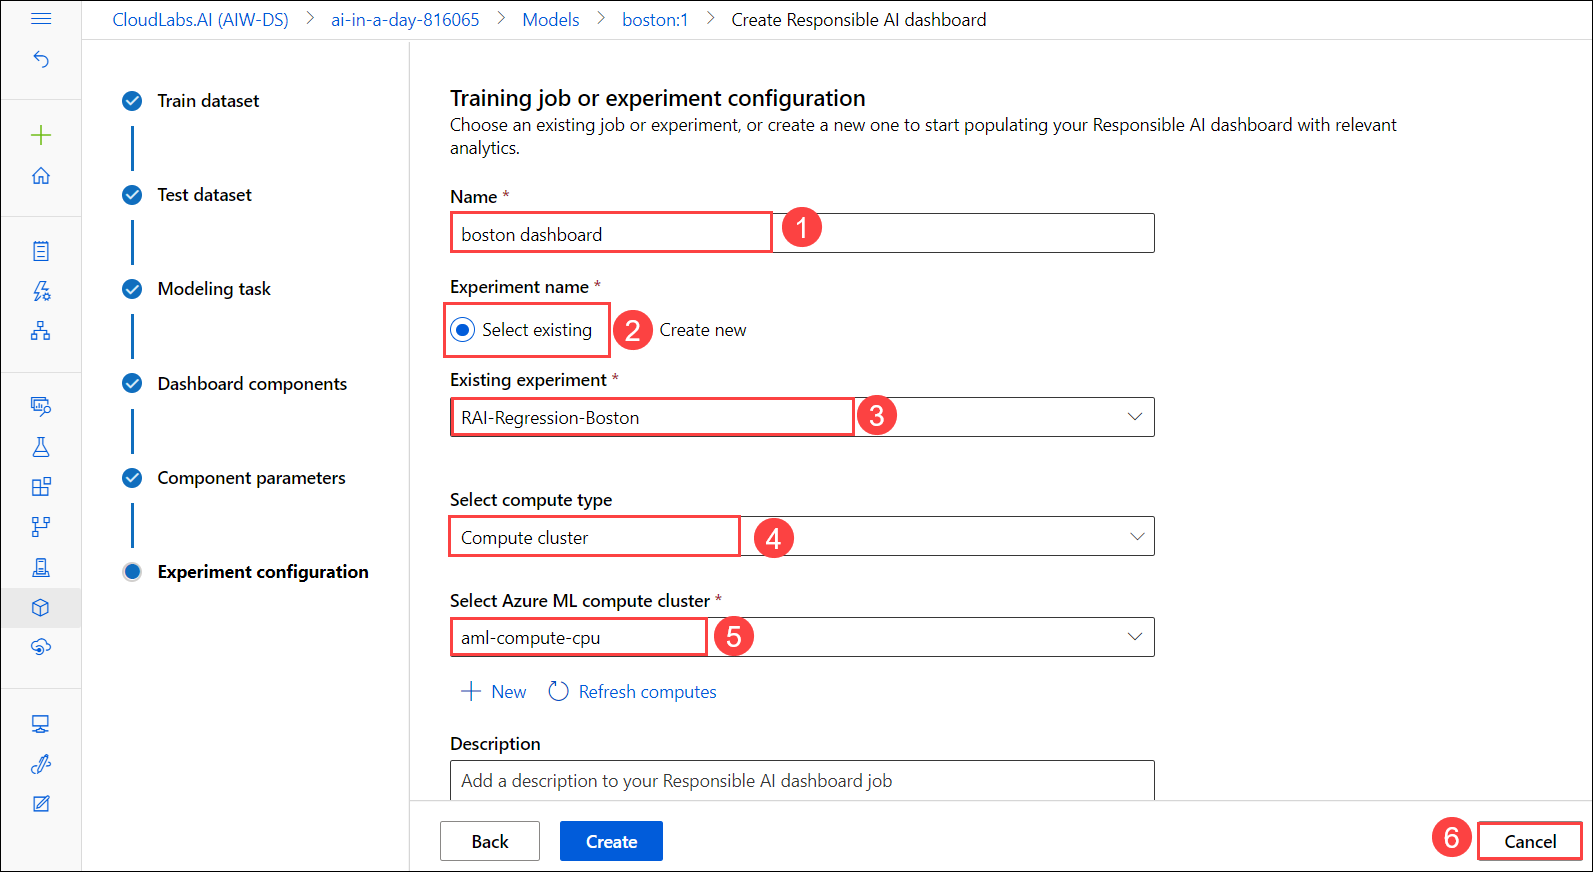 CloudLabs.AI (AIW-DS) > ai-in-a-day-816065 > Models > boston:1 > Create Responsible AI dashboard
Train dataset
Test dataset
Modeling task
Dashboard components
Component parameters
Experiment configuration
Training job or experiment configuration
Choose an existing job or experiment, or create a new one to start populating your Responsible AI dashboard with relevant
analytics.
Name *
boston dashboard
1
Experiment name *
Select existing 2 Create new
Existing experiment *
RAI-Regression-Boston
3
Select compute type
Compute cluster
4
Select Azure ML compute cluster *
aml-compute-cpu
5
New Refresh computes
Description
Add a description to your Responsible AI dashboard job
Back Create 6 Cancel